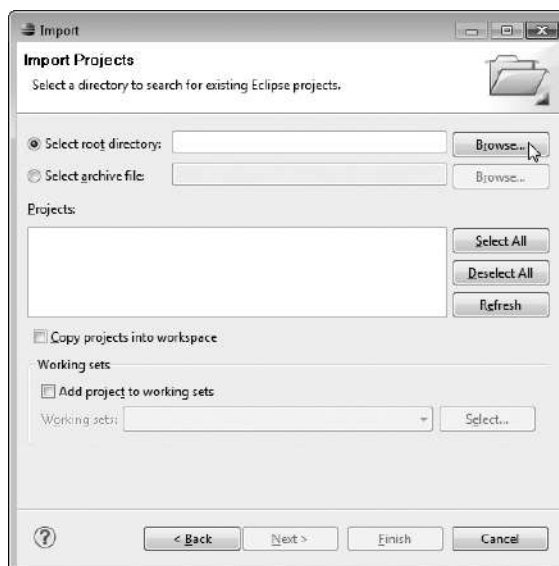 Import
Import Projects
Select a directory to search for existing Eclipse projects.
Select root directory: Browse...
Select archive file: Browse...
Projects:
Select All
Deselect All
Refresh
Copy projects into workspace
Working sets
Add project to working sets
Working sets: Select...
? < Back Next > Finish Cancel